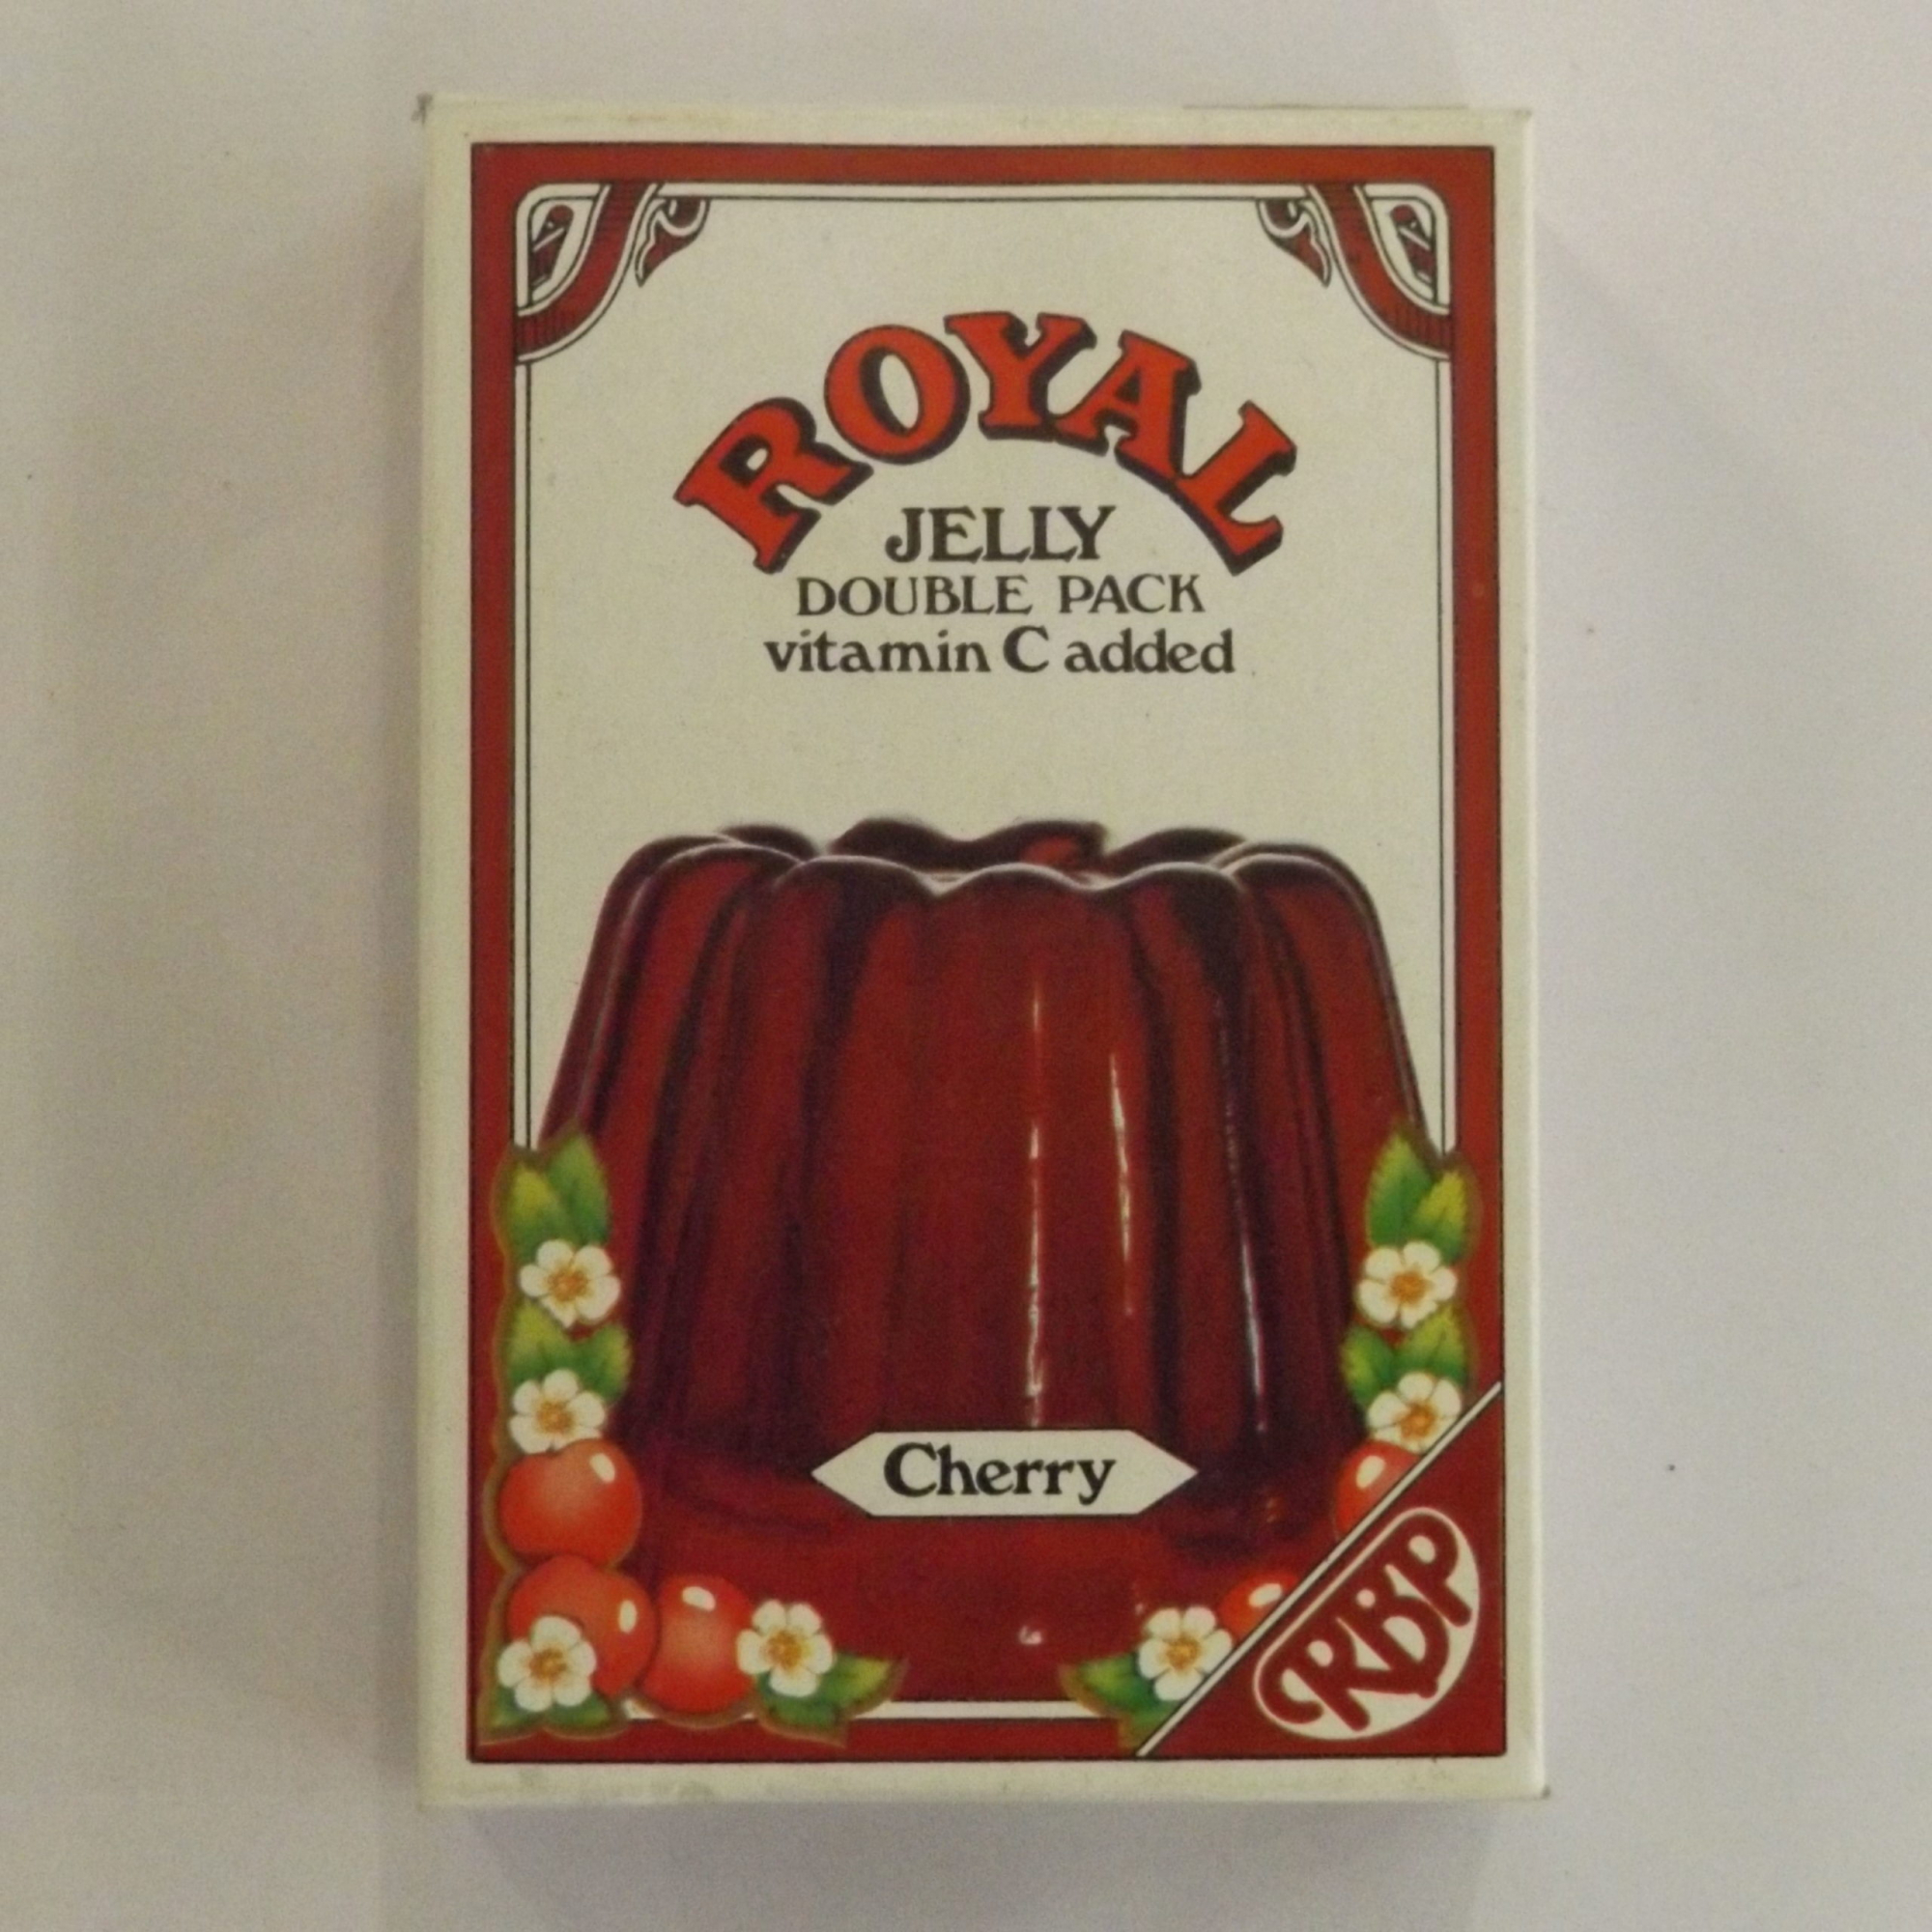 ROYAL
JELLY
DOUBLE PACK
vitamin C added
Cherry
RBP